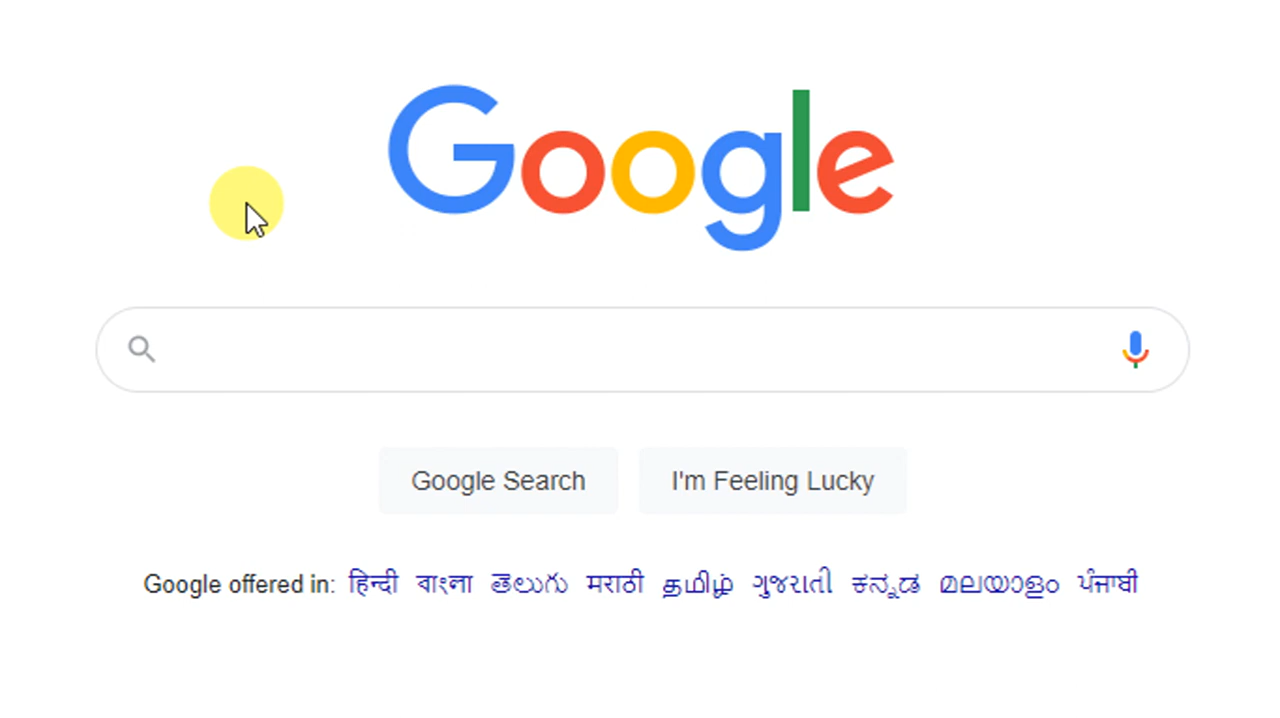 Google
Google Search
I'm Feeling Lucky
Google offered in: हिन्दी বাংলা తెలుగు मराठी தமிழ் ગુજરાતી ಕನ್ನಡ മലയാളം ਪੰਜਾਬੀ